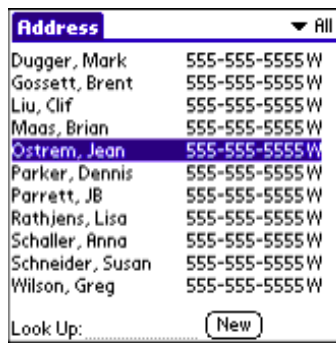 Address All
Dugger, Mark 555-555-5555 W
Gossett, Brent 555-555-5555 W
Liu, Clif 555-555-5555 W
Maas, Brian 555-555-5555 W
Ostrem, Jean 555-555-5555 W
Parker, Dennis 555-555-5555 W
Parrett, JB 555-555-5555 W
Rathjens, Lisa 555-555-5555 W
Schaller, Anna 555-555-5555 W
Schneider, Susan 555-555-5555 W
Wilson, Greg 555-555-5555 W
Look Up: New